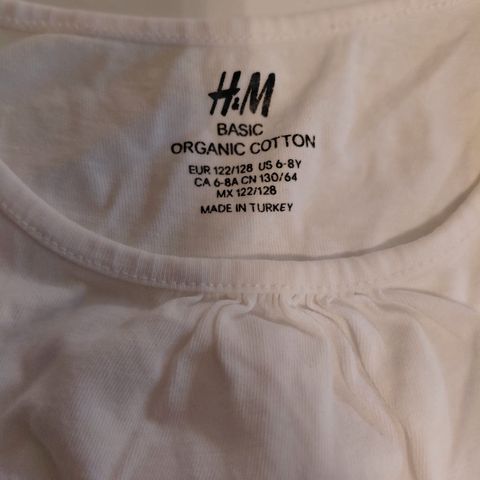 H&M
BASIC
ORGANIC COTTON
EUR 122/128 US 6-8Y
CA 6-8A CN 130/64
MX 122/128
MADE IN TURKEY